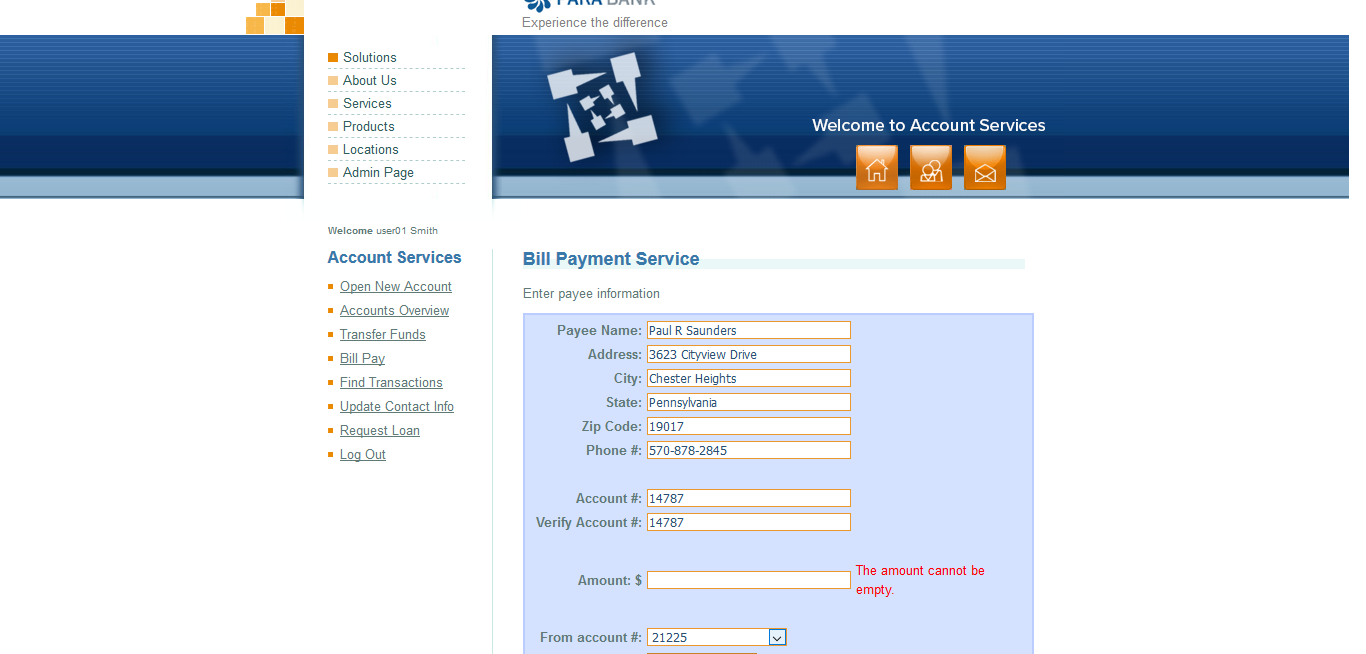 PARA BANK
Experience the difference
Solutions
About Us
Services
Products
Locations
Admin Page
Welcome to Account Services
Welcome user01 Smith
Account Services
Open New Account
Accounts Overview
Transfer Funds
Bill Pay
Find Transactions
Update Contact Info
Request Loan
Log Out
Bill Payment Service
Enter payee information
Payee Name: Paul R Saunders
Address: 3623 Cityview Drive
City: Chester Heights
State: Pennsylvania
Zip Code: 19017
Phone #: 570-878-2845
Account #: 14787
Verify Account #: 14787
Amount: $ The amount cannot be
empty.
From account #: 21225